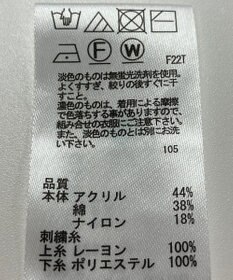 F W F22T
淡色のものは無蛍光洗剤を使用。
よくすすぎ、絞りの後すぐに干
すこと。
濃色のものは、着用による摩擦
で色落ちする事がありますので、
組み合せの衣服にご注意下さい。
また、淡色のものとは別にお洗
い下さい。
105
品質
本体 アクリル 44%
綿 38%
ナイロン 18%
刺繍糸
上糸 レーヨン 100%
下糸 ポリエステル 100%